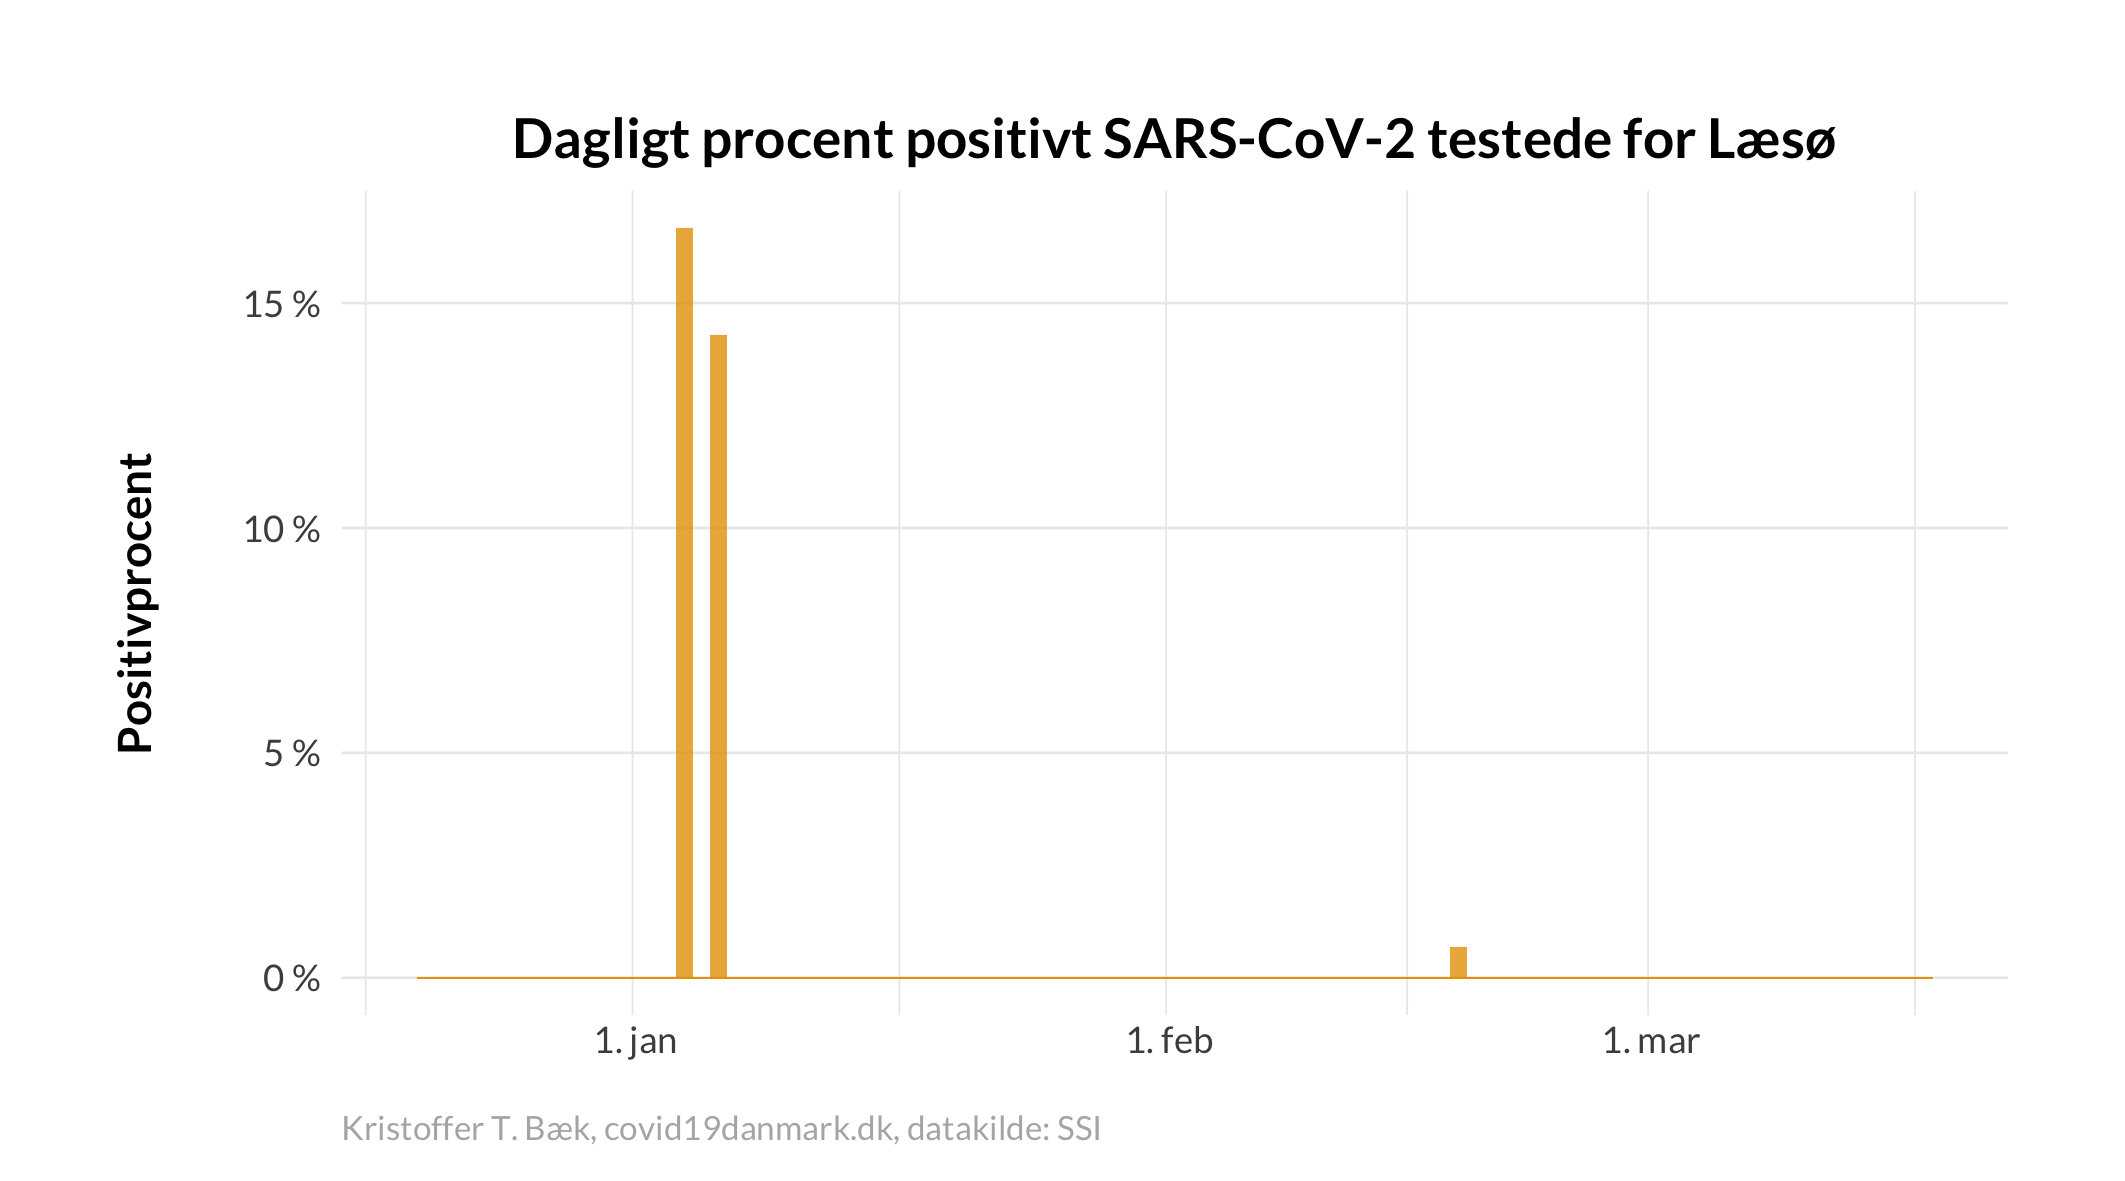 Dagligt procent positivt SARS-CoV-2 testede for Læsø
Positivprocent
15 %
10 %
5 %
0 %
1. jan
1. feb
1. mar
Kristoffer T. Bæk, covid19danmark.dk, datakilde: SSI